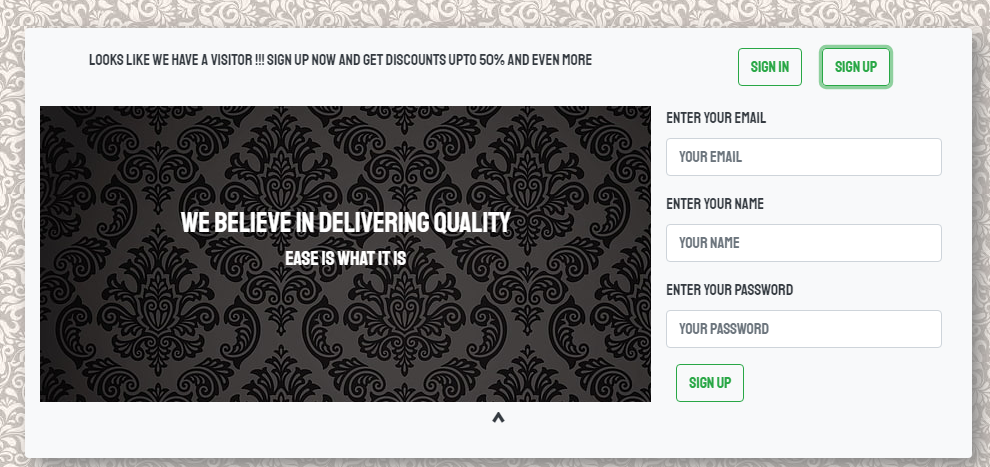 LOOKS LIKE WE HAVE A VISITOR !!! SIGN UP NOW AND GET DISCOUNTS UPTO 50% AND EVEN MORE
SIGN IN
SIGN UP
WE BELIEVE IN DELIVERING QUALITY
EASE IS WHAT IT IS
ENTER YOUR EMAIL
YOUR EMAIL
ENTER YOUR NAME
YOUR NAME
ENTER YOUR PASSWORD
YOUR PASSWORD
SIGN UP